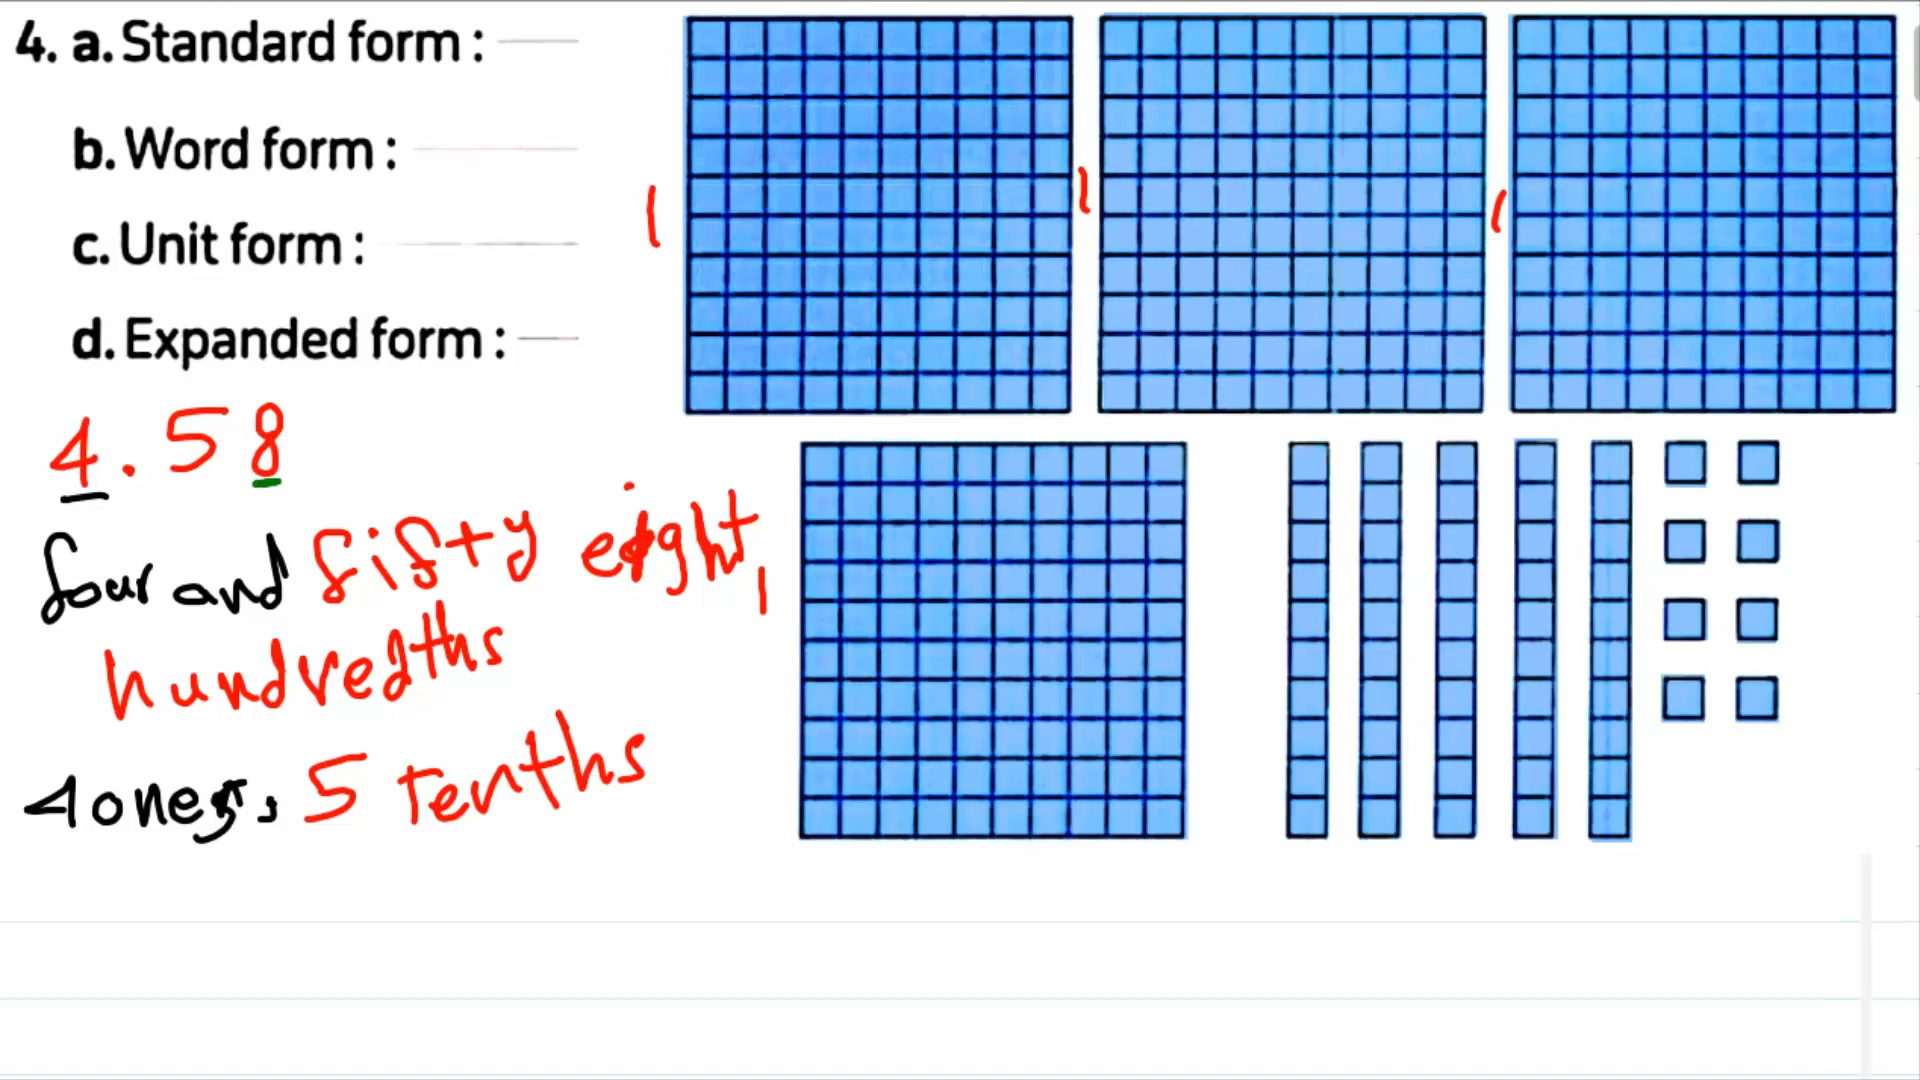 4. a. Standard form :
b. Word form :
c. Unit form :
d. Expanded form :
1
1
1
4.58
four and fifty eight
hundredths
1
4 ones, 5 tenths